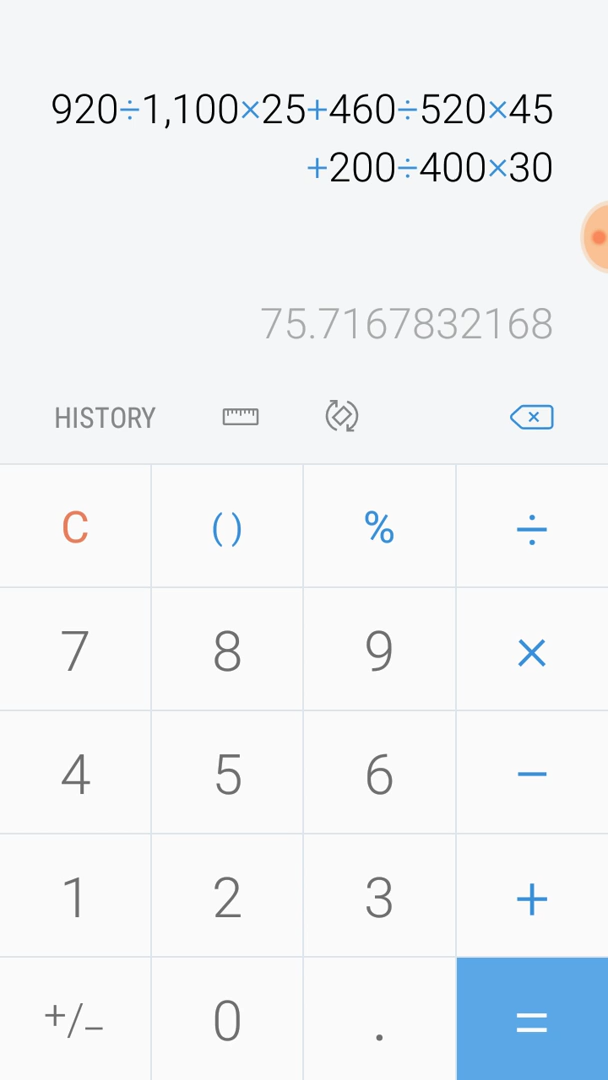 920÷1,100×25+460÷520×45
+200÷400×30
75.7167832168
HISTORY
C ( ) % ÷
7 8 9 ×
4 5 6 −
1 2 3 +
+/− 0 . =